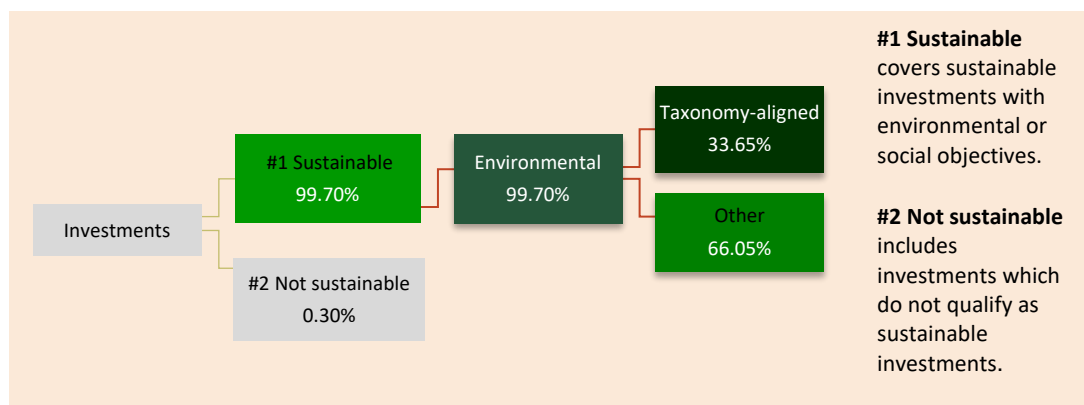 Investments
#1 Sustainable
99.70%
#2 Not sustainable
0.30%
Environmental
99.70%
Taxonomy-aligned
33.65%
Other
66.05%
#1 Sustainable
covers sustainable
investments with
environmental or
social objectives.
#2 Not sustainable
includes
investments which
do not qualify as
sustainable
investments.